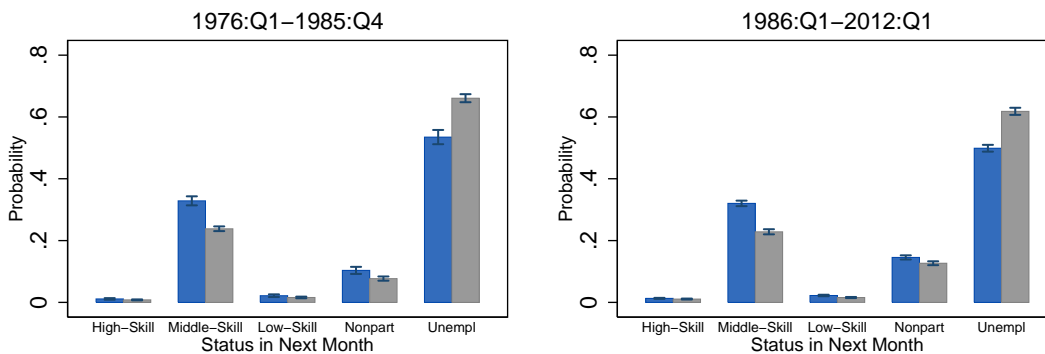 1976:Q1−1985:Q4
Probability
.8
.6
.4
.2
0
High−Skill Middle−Skill Low−Skill Nonpart Unempl
Status in Next Month
1986:Q1−2012:Q1
Probability
.8
.6
.4
.2
0
High−Skill Middle−Skill Low−Skill Nonpart Unempl
Status in Next Month